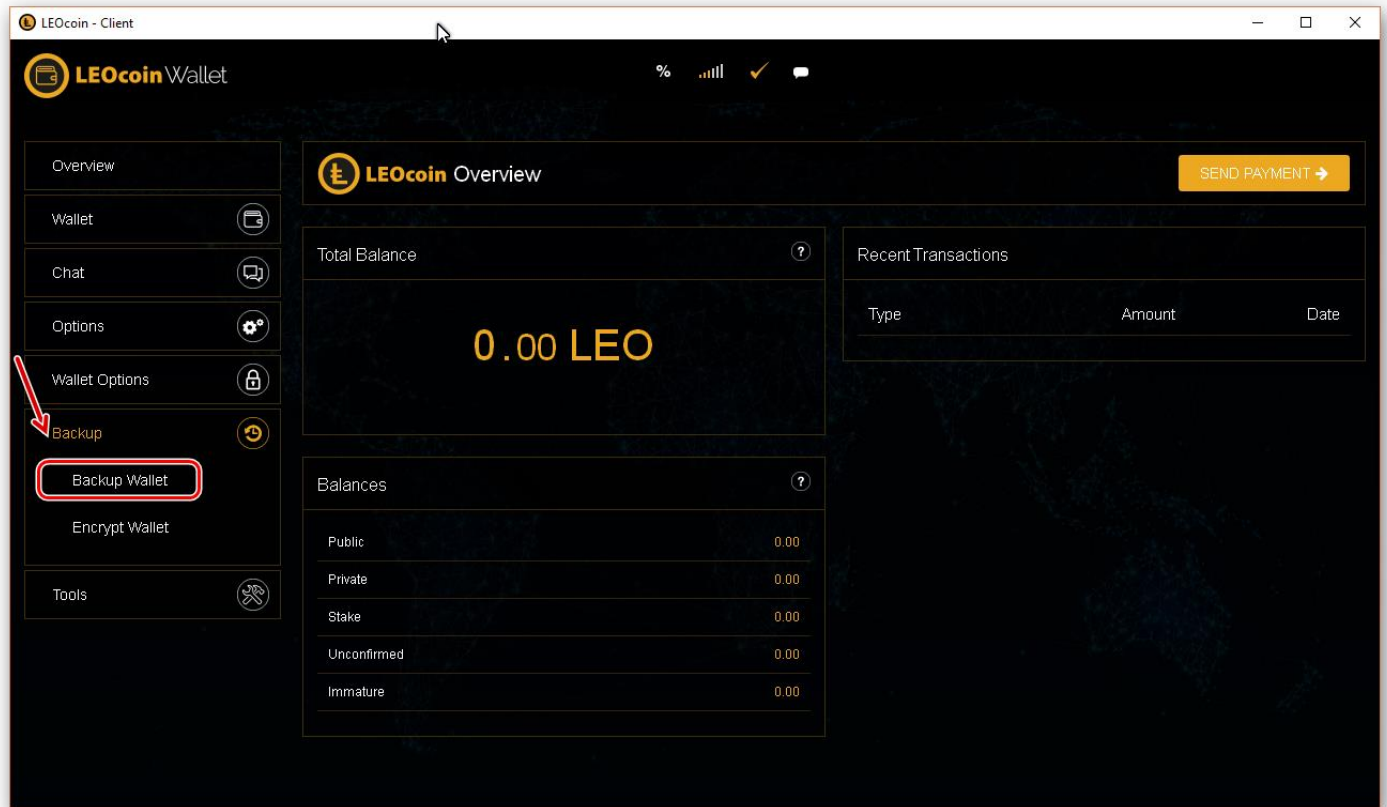 LEOcoin - Client
LEOcoin Wallet
%
Overview
Wallet
Chat
Options
Wallet Options
Backup
Backup Wallet
Encrypt Wallet
Tools
LEOcoin Overview
SEND PAYMENT
Total Balance ?
0.00 LEO
Balances ?
Public 0.00
Private 0.00
Stake 0.00
Unconfirmed 0.00
Immature 0.00
Recent Transactions
Type Amount Date